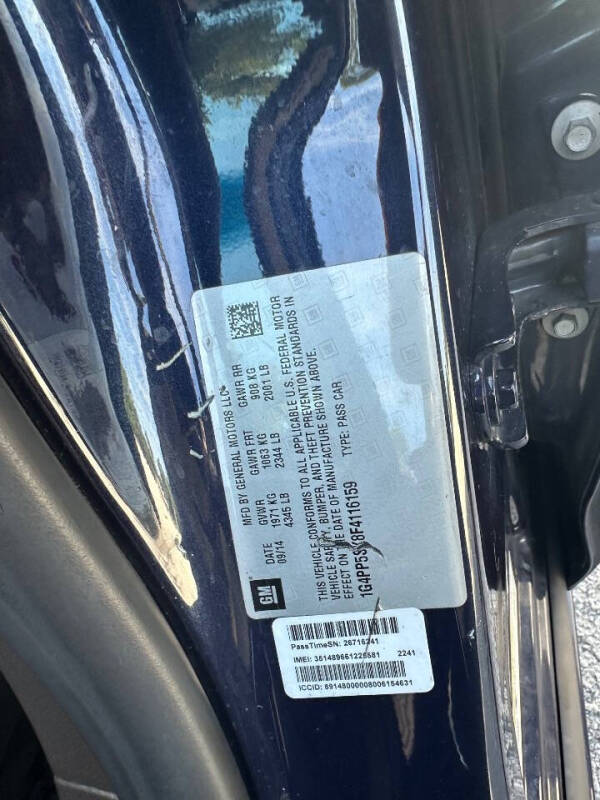 MFD BY GENERAL MOTORS LLC
DATE GVWR GAWR FRT GAWR RR
09/14 1971 KG 1063 KG 908 KG
4345 LB 2344 LB 2001 LB
THIS VEHICLE CONFORMS TO ALL APPLICABLE U.S. FEDERAL MOTOR
VEHICLE SAFETY, BUMPER, AND THEFT PREVENTION STANDARDS IN
EFFECT ON THE DATE OF MANUFACTURE SHOWN ABOVE.
TYPE: PASS CAR
GM
PassTimeSN: 26716241
2241
ICCID: 89148000008006154631